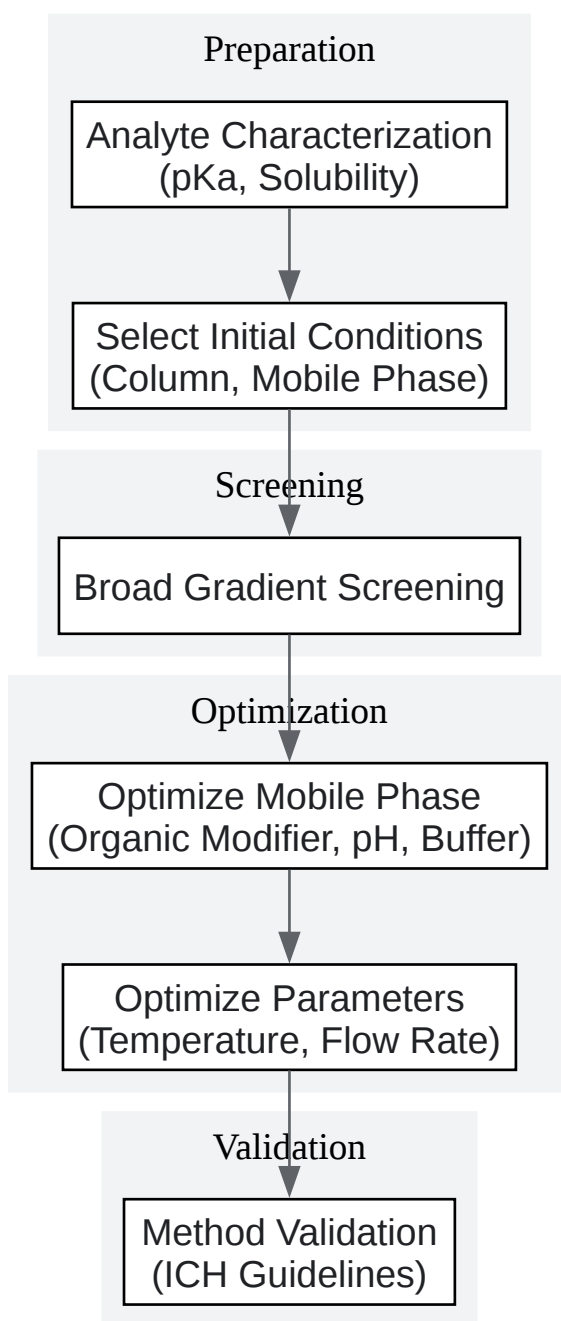 Preparation
Analyte Characterization
(pKa, Solubility)
Select Initial Conditions
(Column, Mobile Phase)
Screening
Broad Gradient Screening
Optimization
Optimize Mobile Phase
(Organic Modifier, pH, Buffer)
Optimize Parameters
(Temperature, Flow Rate)
Validation
Method Validation
(ICH Guidelines)